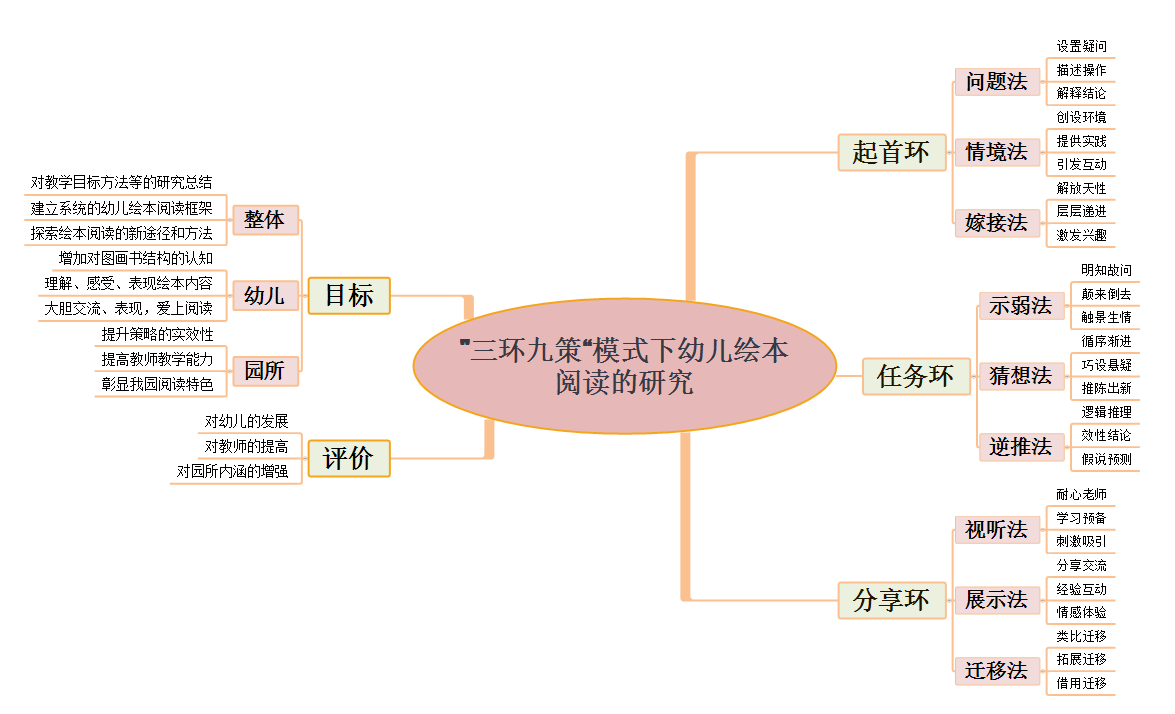 "三环九策“模式下幼儿绘本
阅读的研究
起首环
问题法
设置疑问
描述操作
解释结论
情境法
创设环境
提供实践
引发互动
嫁接法
解放天性
层层递进
激发兴趣
任务环
示弱法
明知故问
颠来倒去
触景生情
猜想法
循序渐进
巧设悬疑
推陈出新
逆推法
逻辑推理
效性结论
假说预测
分享环
视听法
耐心老师
学习预备
刺激吸引
展示法
分享交流
经验互动
情感体验
迁移法
类比迁移
拓展迁移
借用迁移
目标
整体
对教学目标方法等的研究总结
建立系统的幼儿绘本阅读框架
探索绘本阅读的新途径和方法
幼儿
增加对图画书结构的认知
理解、感受、表现绘本内容
大胆交流、表现，爱上阅读
园所
提升策略的实效性
提高教师教学能力
彰显我园阅读特色
评价
对幼儿的发展
对教师的提高
对园所内涵的增强